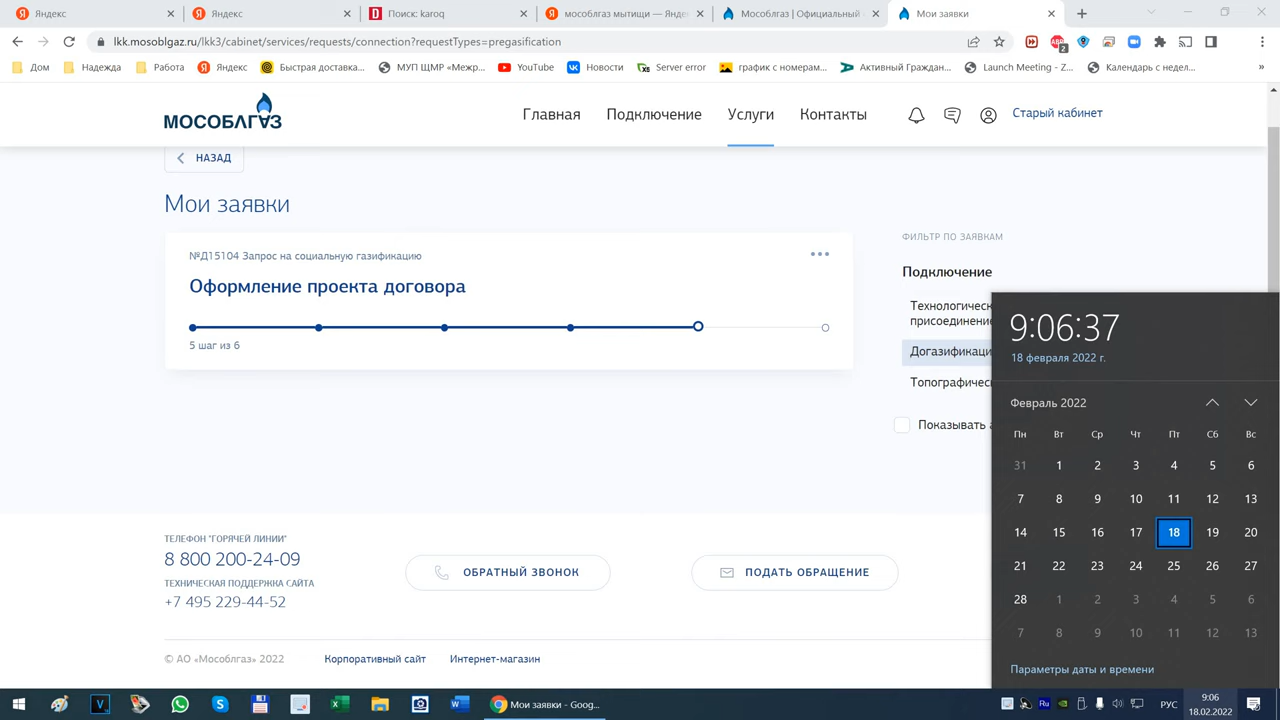 Яндекс
Яндекс
Поиск: karoq
мособлгаз мытищи — Янде
Мособлгаз | Официальный
Мои заявки
lkk.mosoblgaz.ru/lkk3/cabinet/services/requests/connection?requestTypes=pregasification
ABP
2
Дом
Надежда
Работа
Яндекс
Быстрая доставка...
МУП ЩМР «Межр...
YouTube
Новости
Server error
график с номерам...
Активный Граждан...
Launch Meeting - Z...
Календарь с недел...
»
МОСОБЛГАЗ
Главная
Подключение
Услуги
Контакты
Старый кабинет
НАЗАД
Мои заявки
№Д15104 Запрос на социальную газификацию
Оформление проекта договора
5 шаг из 6
ФИЛЬТР ПО ЗАЯВКАМ
Подключение
Технологическ
присоединение
Догазификаци
Топографичес
Показывать а
9:06:37
18 февраля 2022 г.
Февраль 2022
Пн Вт Ср Чт Пт Сб Вс
31 1 2 3 4 5 6
7 8 9 10 11 12 13
14 15 16 17 18 19 20
21 22 23 24 25 26 27
28 1 2 3 4 5 6
7 8 9 10 11 12 13
Параметры даты и времени
ТЕЛЕФОН "ГОРЯЧЕЙ ЛИНИИ"
8 800 200-24-09
ТЕХНИЧЕСКАЯ ПОДДЕРЖКА САЙТА
+7 495 229-44-52
ОБРАТНЫЙ ЗВОНОК
ПОДАТЬ ОБРАЩЕНИЕ
© АО «Мособлгаз» 2022
Корпоративный сайт
Интернет-магазин
Мои заявки - Goog...
Ru
РУС
9:06
18.02.2022